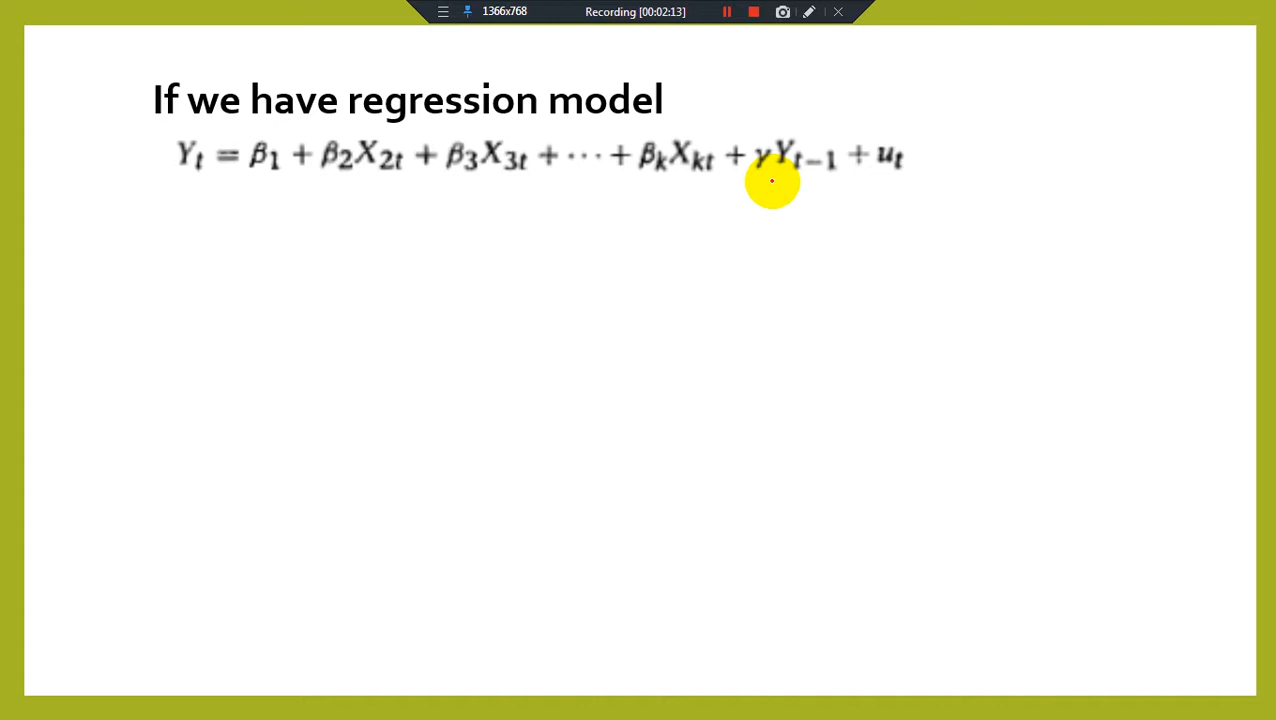 1366x768 Recording [00:02:13]
If we have regression model
Yₜ = β₁ + β₂X₂ₜ + β₃X₃ₜ + ⋯ + βₖXₖₜ + γYₜ₋₁ + uₜ